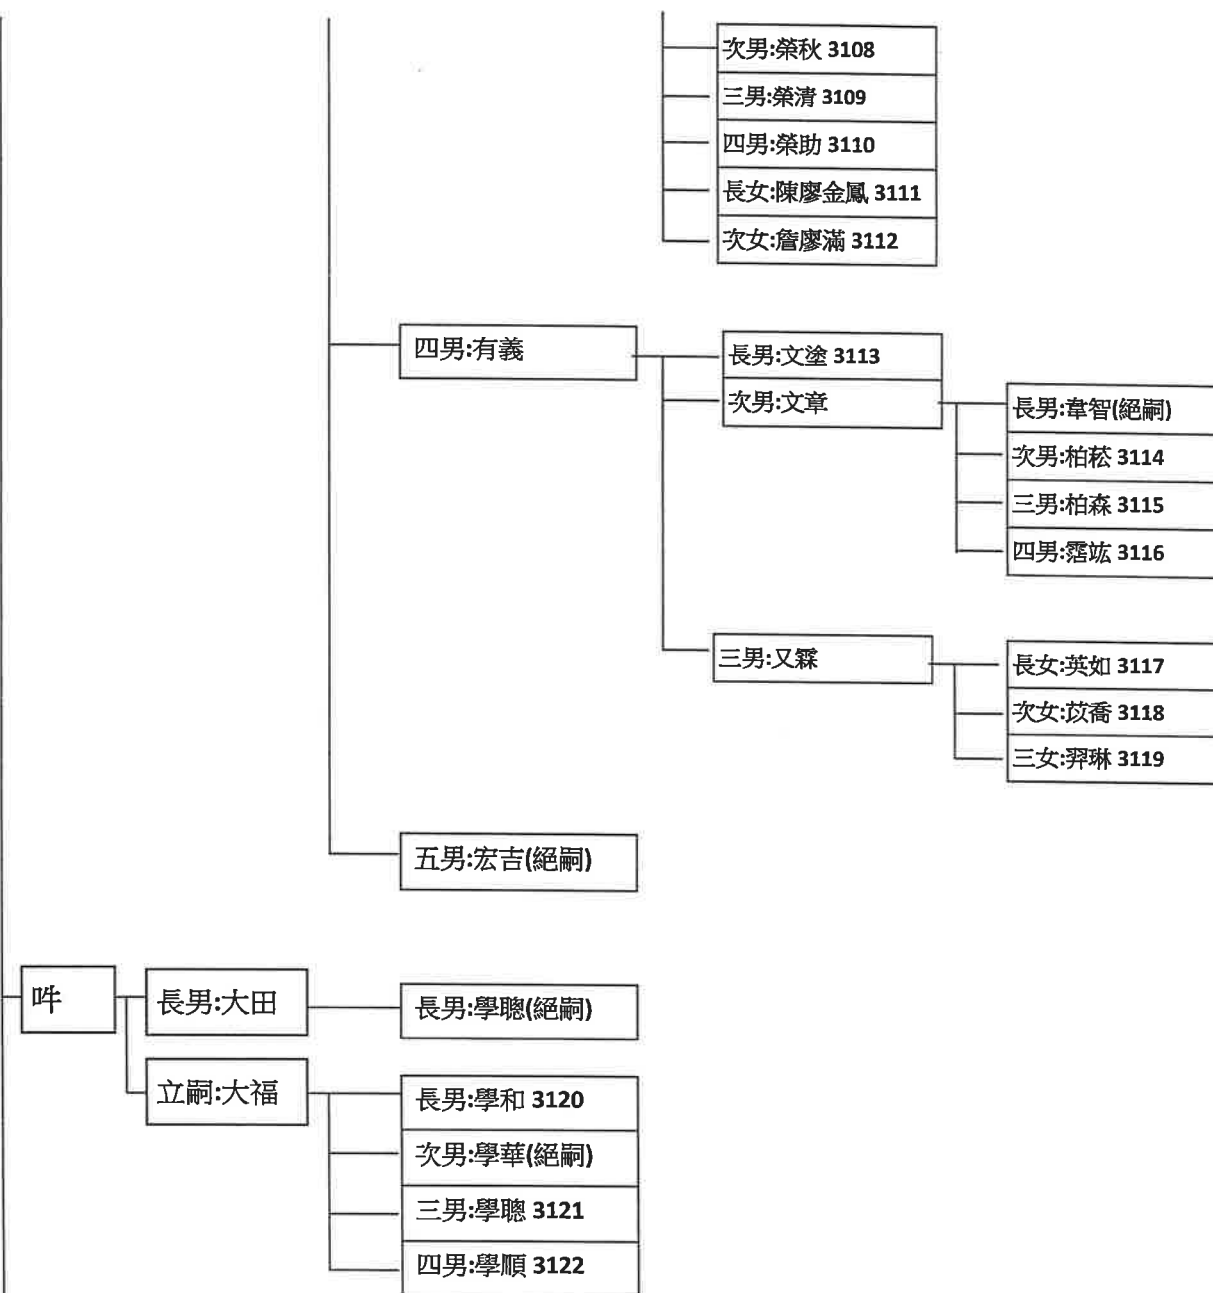 次男:榮秋 3108
三男:榮清 3109
四男:榮助 3110
長女:陳廖金鳳 3111
次女:詹廖滿 3112
四男:有義
長男:文塗 3113
次男:文章
長男:韋智(絕嗣)
次男:柏菘 3114
三男:柏森 3115
四男:霑竑 3116
三男:又霖
長女:英如 3117
次女:苡喬 3118
三女:羿琳 3119
五男:宏吉(絕嗣)
吽
長男:大田
長男:學聰(絕嗣)
立嗣:大福
長男:學和 3120
次男:學華(絕嗣)
三男:學聰 3121
四男:學順 3122